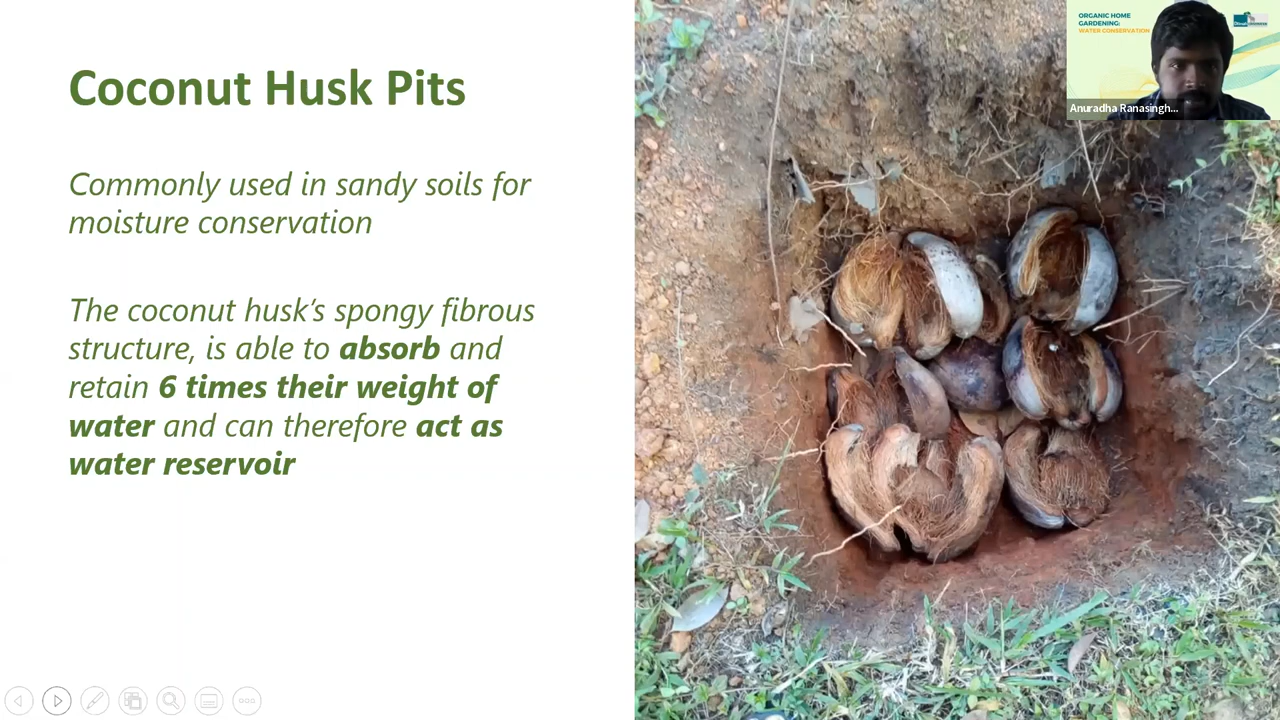 Coconut Husk Pits
Commonly used in sandy soils for
moisture conservation
The coconut husk’s spongy fibrous
structure, is able to absorb and
retain 6 times their weight of
water and can therefore act as
water reservoir
ORGANIC HOME
GARDENING:
WATER CONSERVATION
Anuradha Ranasingh...